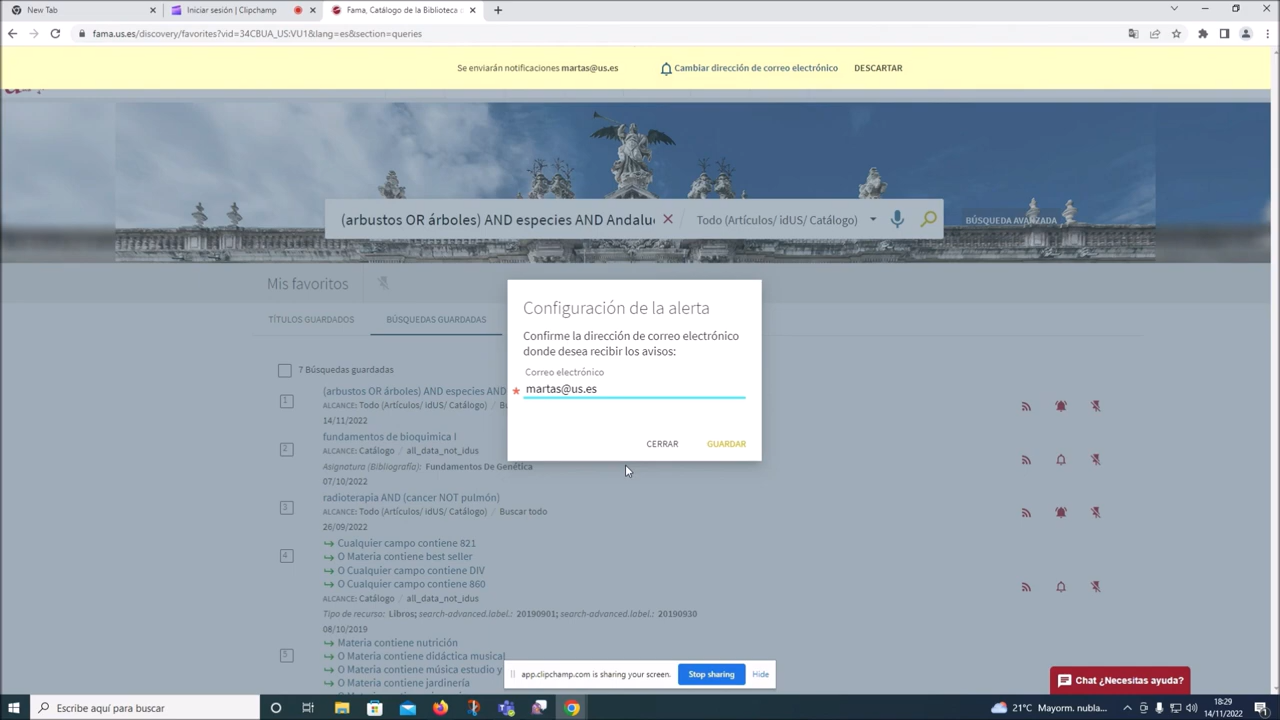 New Tab
Iniciar sesión | Clipchamp
Fama, Catálogo de la Biblioteca
fama.us.es/discovery/favorites?vid=34CBUA_US:VU1&lang=es&section=queries
Se enviarán notificaciones martas@us.es
Cambiar dirección de correo electrónico
DESCARTAR
(arbustos OR árboles) AND especies AND Andaluc
Todo (Artículos/ idUS/ Catálogo)
BÚSQUEDA AVANZADA
Mis favoritos
TÍTULOS GUARDADOS
BÚSQUEDAS GUARDADAS
Configuración de la alerta
Confirme la dirección de correo electrónico
donde desea recibir los avisos:
Correo electrónico
* martas@us.es
CERRAR
GUARDAR
7 Búsquedas guardadas
1
(arbustos OR árboles) AND especies AND
ALCANCE: Todo (Artículos/ idUS/ Catálogo) / Bu
14/11/2022
2
fundamentos de bioquimica I
ALCANCE: Catálogo / all_data_not_idus
Asignatura (Bibliografía): Fundamentos De Genética
07/10/2022
3
radioterapia AND (cancer NOT pulmón)
ALCANCE: Todo (Artículos/ idUS/ Catálogo) / Buscar todo
26/09/2022
4
Cualquier campo contiene 821
O Materia contiene best seller
O Cualquier campo contiene DIV
O Cualquier campo contiene 860
ALCANCE: Catálogo / all_data_not_idus
Tipo de recurso: Libros; search-advanced.label.: 20190901; search-advanced.label.: 20190930
08/10/2019
5
Materia contiene nutrición
O Materia contiene didáctica musical
O Materia contiene música estudio y
O Materia contiene jardinería
app.clipchamp.com is sharing your screen.
Stop sharing
Hide
Chat ¿Necesitas ayuda?
Escribe aquí para buscar
21°C Mayorm. nubla...
18:29
14/11/2022